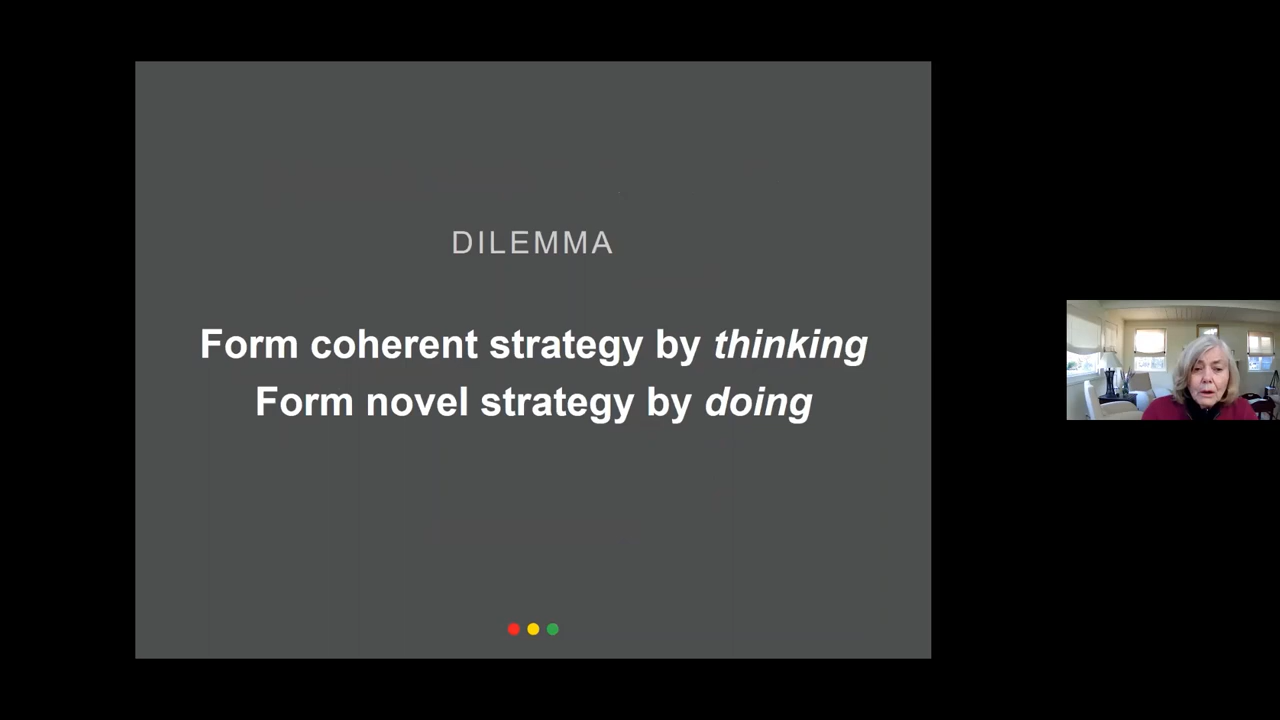 DILEMMA
Form coherent strategy by thinking
Form novel strategy by doing